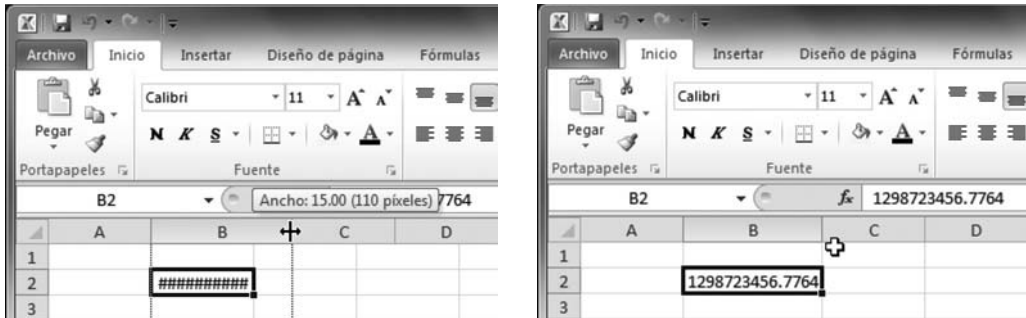 Archivo Inicio Insertar Diseño de página Fórmulas
Calibri 11 A A
Pegar
N K S A
Portapapeles Fuente
B2 Ancho: 15.00 (110 píxeles) 7764
A B C D
1
2 ##########
3
Archivo Inicio Insertar Diseño de página Fórmulas
Calibri 11 A A
Pegar
N K S A
Portapapeles Fuente
B2 fx 1298723456.7764
A B C D
1
2 1298723456.7764
3